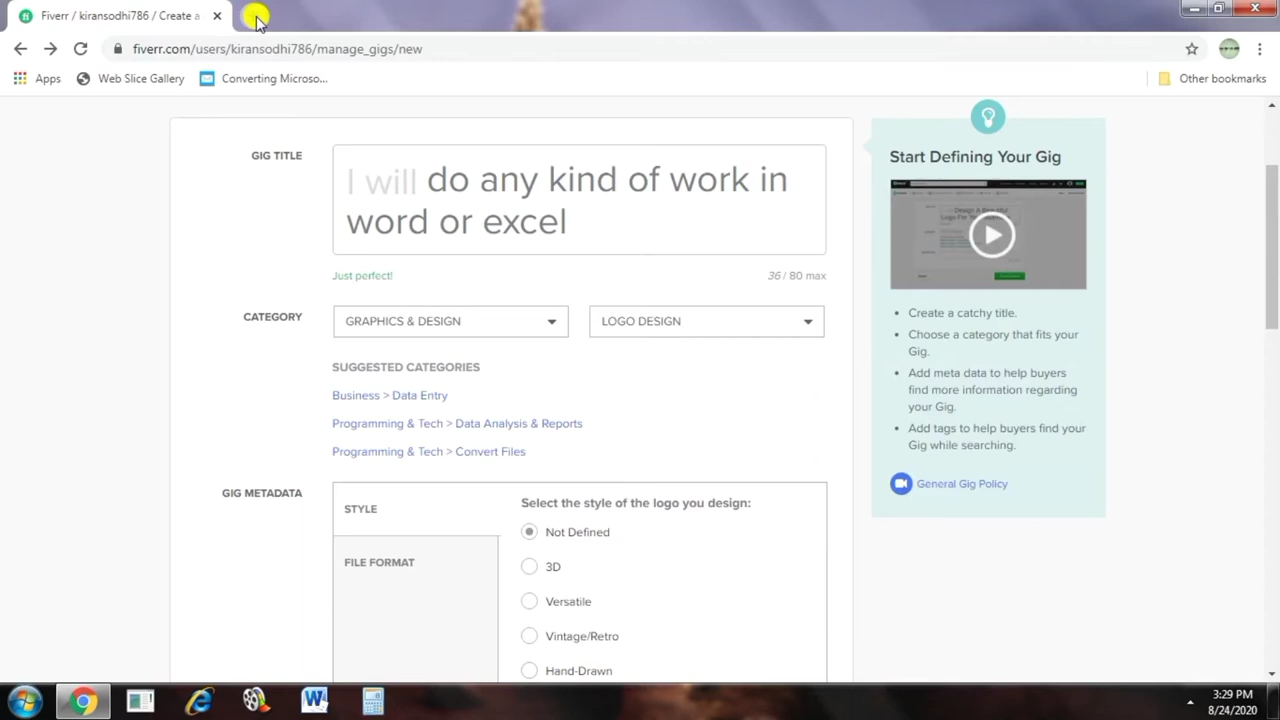 Fiverr / kiransodhi786 / Create a
fiverr.com/users/kiransodhi786/manage_gigs/new
Apps Web Slice Gallery Converting Microso... Other bookmarks
GIG TITLE
I will do any kind of work in
word or excel
Just perfect! 36 / 80 max
CATEGORY
GRAPHICS & DESIGN LOGO DESIGN
SUGGESTED CATEGORIES
Business > Data Entry
Programming & Tech > Data Analysis & Reports
Programming & Tech > Convert Files
GIG METADATA
STYLE
FILE FORMAT
Select the style of the logo you design:
Not Defined
3D
Versatile
Vintage/Retro
Hand-Drawn
Start Defining Your Gig
Create a catchy title.
Choose a category that fits your
Gig.
Add meta data to help buyers
find more information regarding
your Gig.
Add tags to help buyers find your
Gig while searching.
General Gig Policy
3:29 PM
8/24/2020